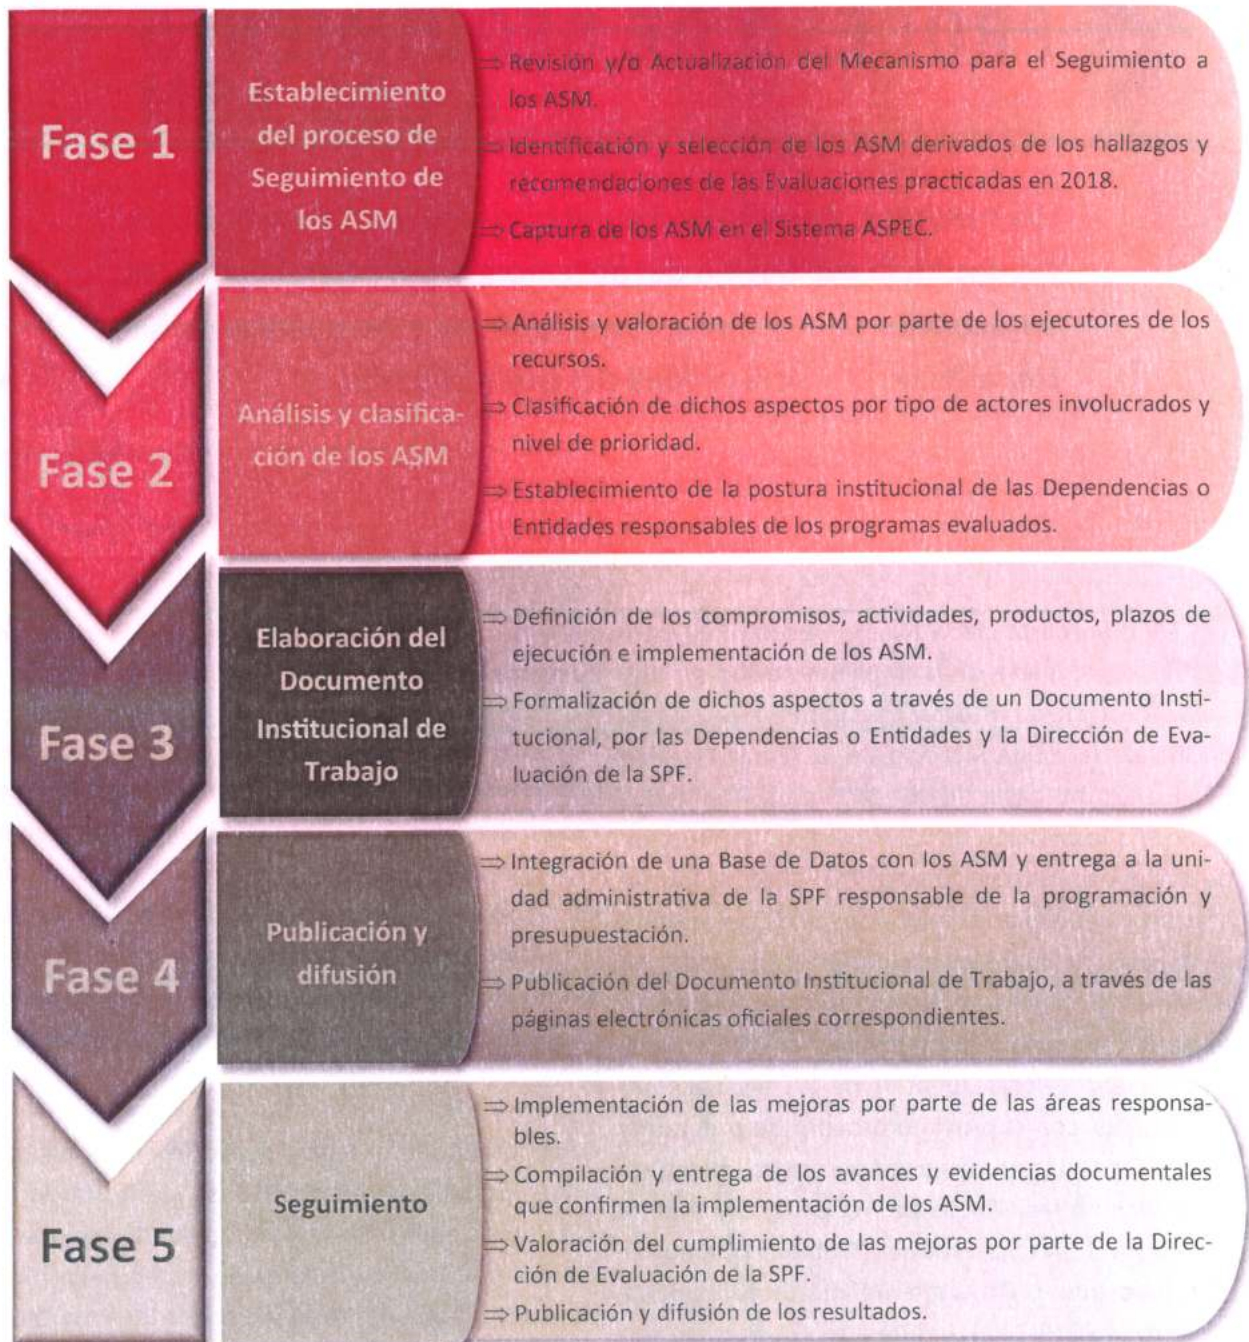 Fase 1
Establecimiento
del proceso de
Seguimiento de
los ASM
⇒ Revisión y/o Actualización del Mecanismo para el Seguimiento a
los ASM.
⇒ Identificación y selección de los ASM derivados de los hallazgos y
recomendaciones de las Evaluaciones practicadas en 2018.
⇒ Captura de los ASM en el Sistema ASPEC.
Fase 2
Análisis y clasifica-
ción de los ASM
⇒ Análisis y valoración de los ASM por parte de los ejecutores de los
recursos.
⇒ Clasificación de dichos aspectos por tipo de actores involucrados y
nivel de prioridad.
⇒ Establecimiento de la postura institucional de las Dependencias o
Entidades responsables de los programas evaluados.
Fase 3
Elaboración del
Documento
Institucional de
Trabajo
⇒ Definición de los compromisos, actividades, productos, plazos de
ejecución e implementación de los ASM.
⇒ Formalización de dichos aspectos a través de un Documento Insti-
tucional, por las Dependencias o Entidades y la Dirección de Eva-
luación de la SPF.
Fase 4
Publicación y
difusión
⇒ Integración de una Base de Datos con los ASM y entrega a la uni-
dad administrativa de la SPF responsable de la programación y
presupuestación.
⇒ Publicación del Documento Institucional de Trabajo, a través de las
páginas electrónicas oficiales correspondientes.
Fase 5
Seguimiento
⇒ Implementación de las mejoras por parte de las áreas responsa-
bles.
⇒ Compilación y entrega de los avances y evidencias documentales
que confirmen la implementación de los ASM.
⇒ Valoración del cumplimiento de las mejoras por parte de la Direc-
ción de Evaluación de la SPF.
⇒ Publicación y difusión de los resultados.